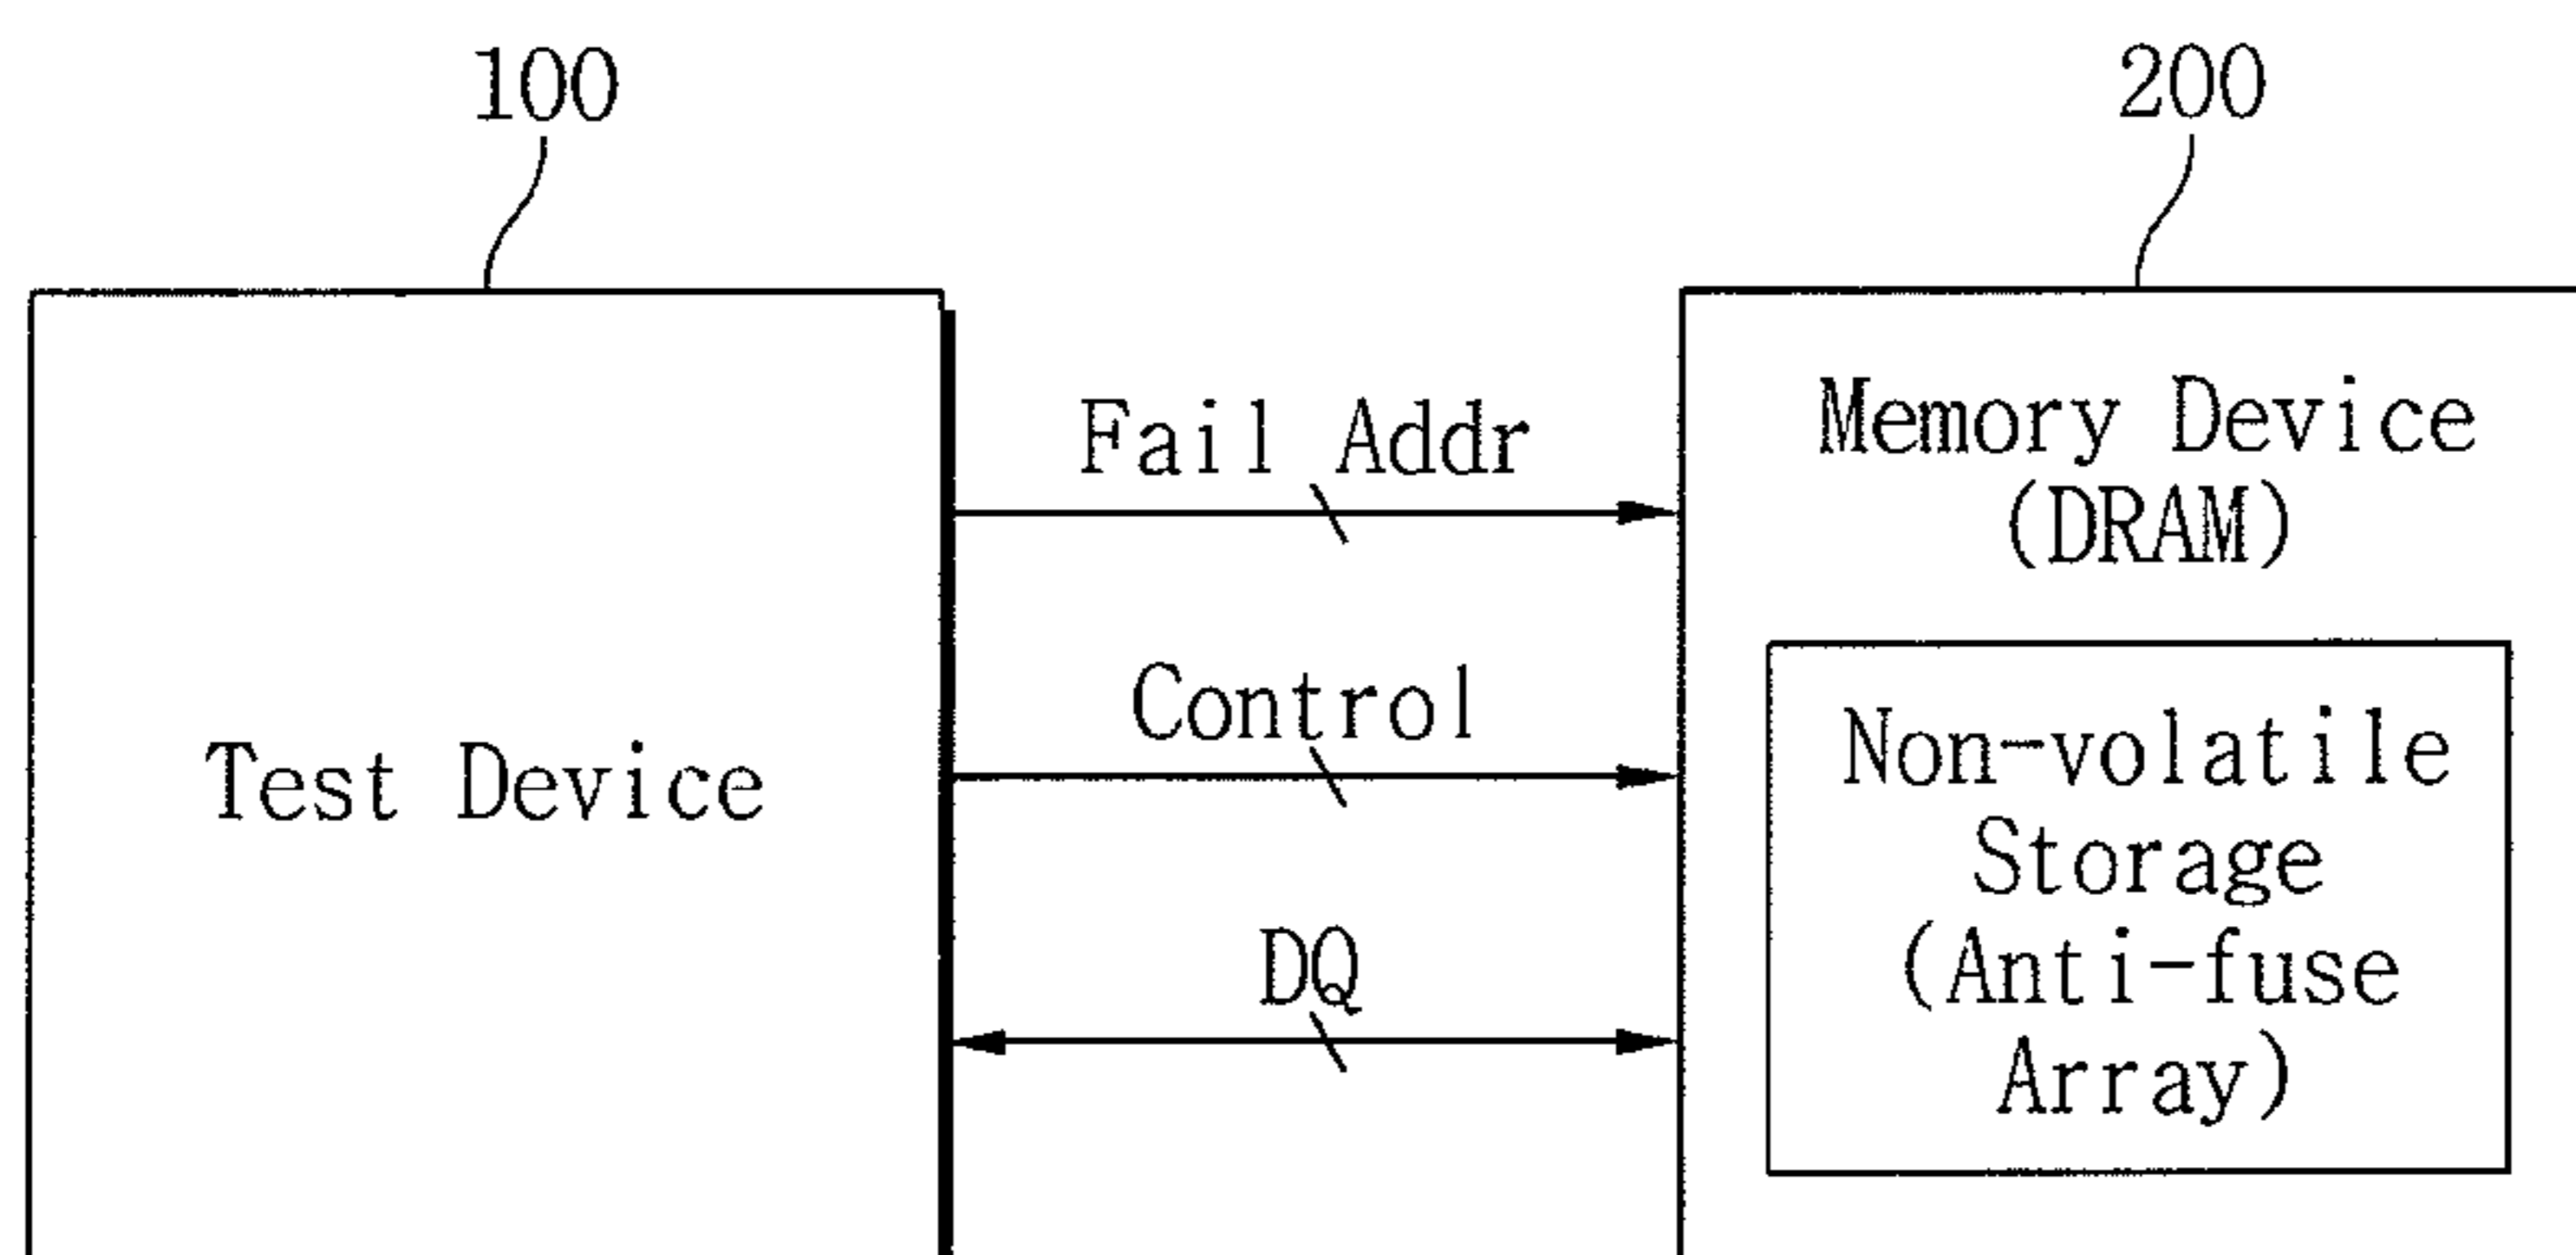 100
200
Test Device
Fail Addr
Control
DQ
Memory Device
(DRAM)
Non-volatile
Storage
(Anti-fuse
Array)